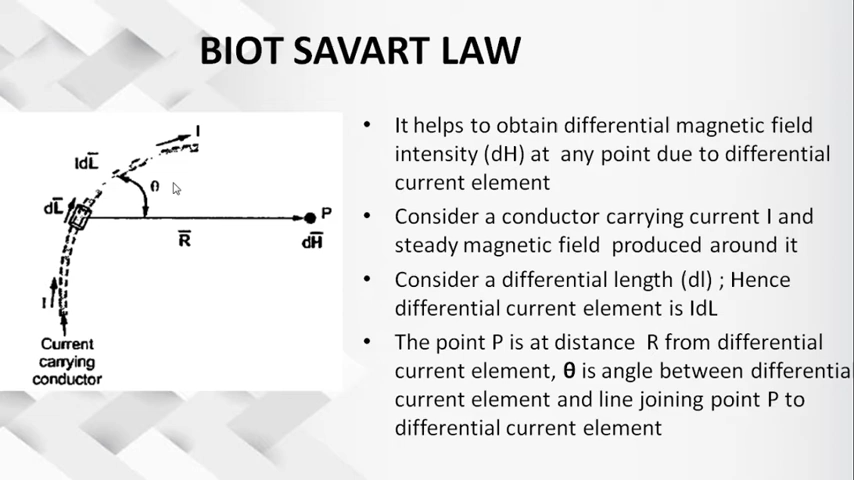 BIOT SAVART LAW
I
IdL̅
θ
dL̅
P
R̅
dH̅
I
Current
carrying
conductor
• It helps to obtain differential magnetic field
intensity (dH) at any point due to differential
current element
• Consider a conductor carrying current I and
steady magnetic field produced around it
• Consider a differential length (dl) ; Hence
differential current element is IdL
• The point P is at distance R from differential
current element, θ is angle between differentia
current element and line joining point P to
differential current element